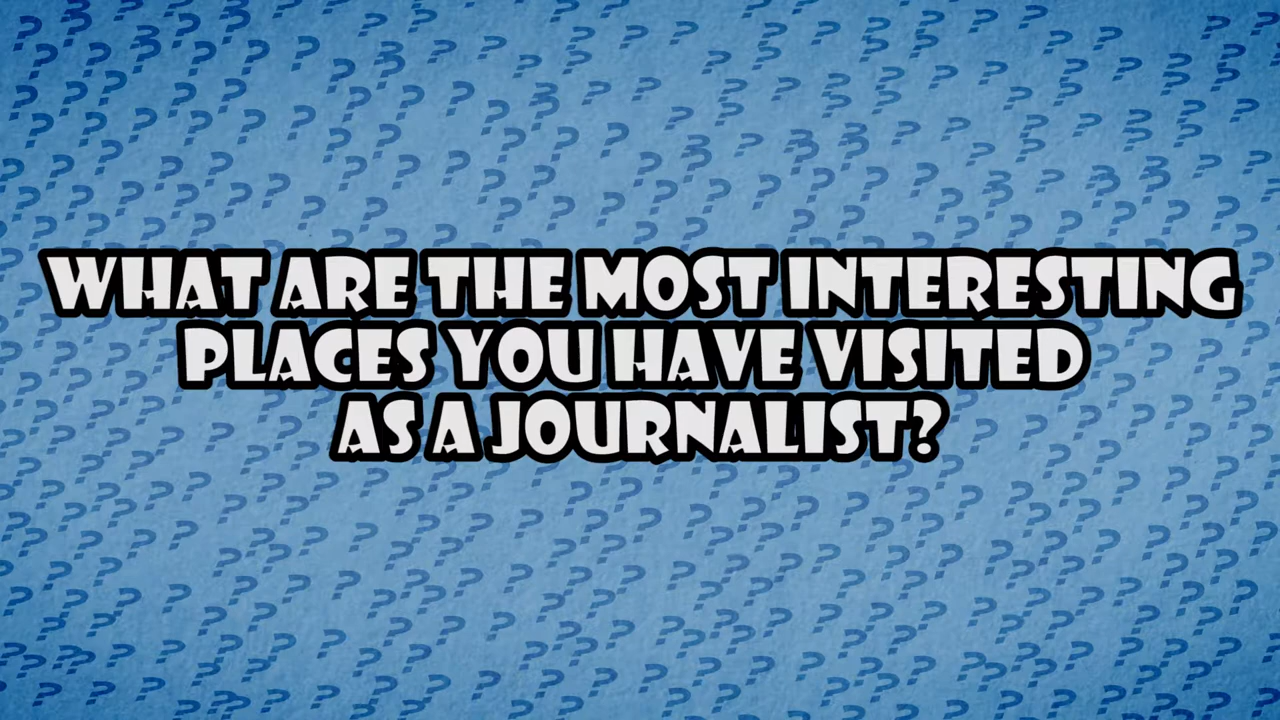 WHAT ARE THE MOST INTERESTING
PLACES YOU HAVE VISITED
AS A JOURNALIST?